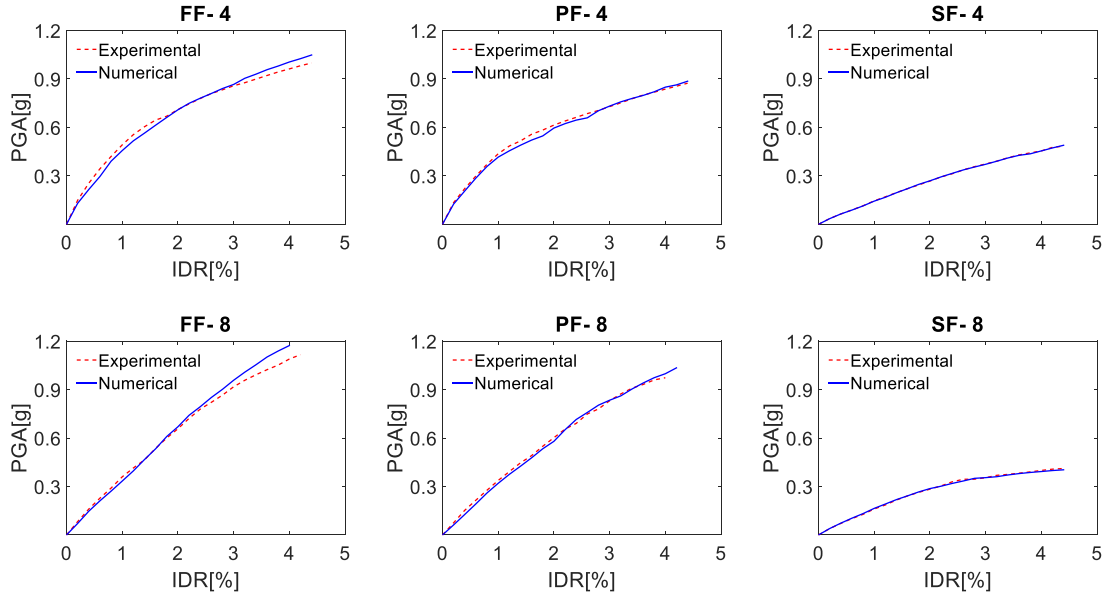 FF- 4
PF- 4
SF- 4
1.2
0.9
0.6
0.3
PGA[g]
Experimental
Numerical
0 1 2 3 4 5
IDR[%]
1.2
0.9
0.6
0.3
PGA[g]
Experimental
Numerical
0 1 2 3 4 5
IDR[%]
1.2
0.9
0.6
0.3
PGA[g]
Experimental
Numerical
0 1 2 3 4 5
IDR[%]
FF- 8
PF- 8
SF- 8
1.2
0.9
0.6
0.3
PGA[g]
Experimental
Numerical
0 1 2 3 4 5
IDR[%]
1.2
0.9
0.6
0.3
PGA[g]
Experimental
Numerical
0 1 2 3 4 5
IDR[%]
1.2
0.9
0.6
0.3
PGA[g]
Experimental
Numerical
0 1 2 3 4 5
IDR[%]